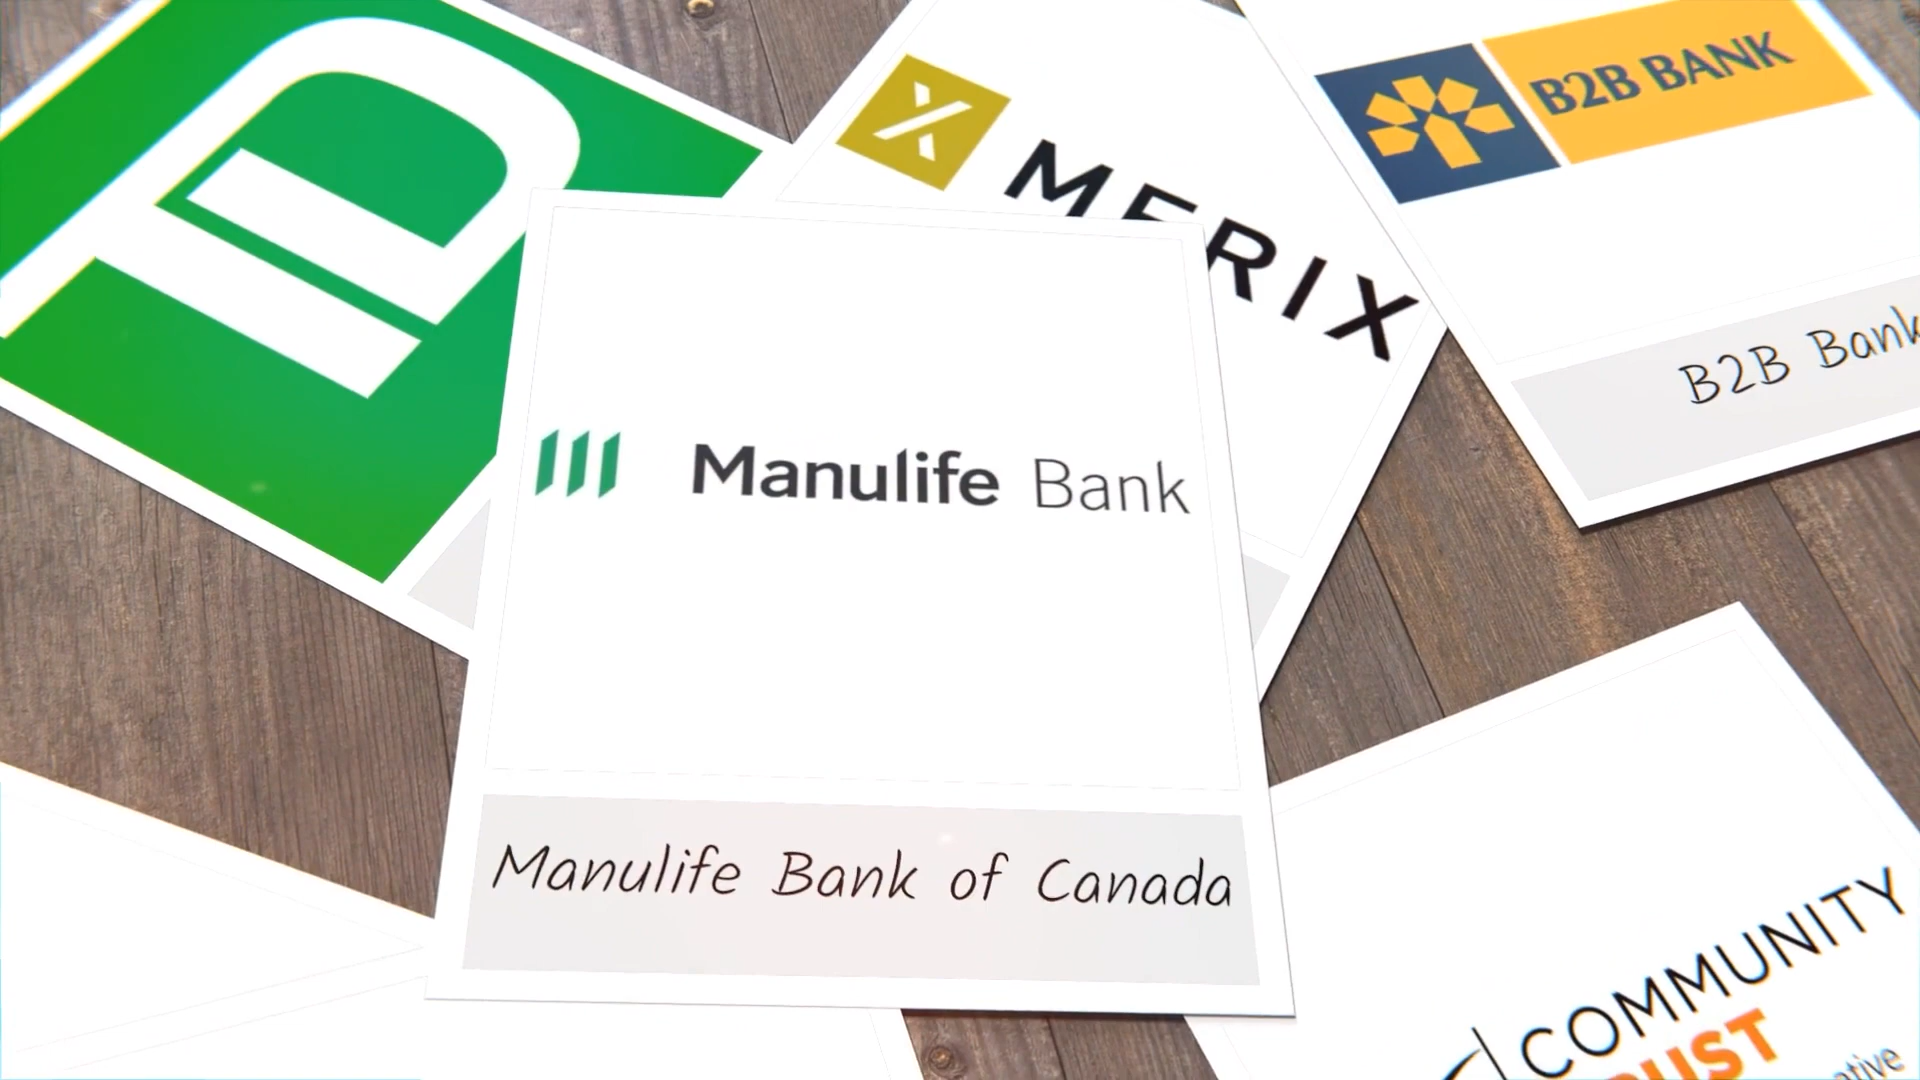 MERIX
B2B BANK
B2B Bank
Manulife Bank
Manulife Bank of Canada
COMMUNITY